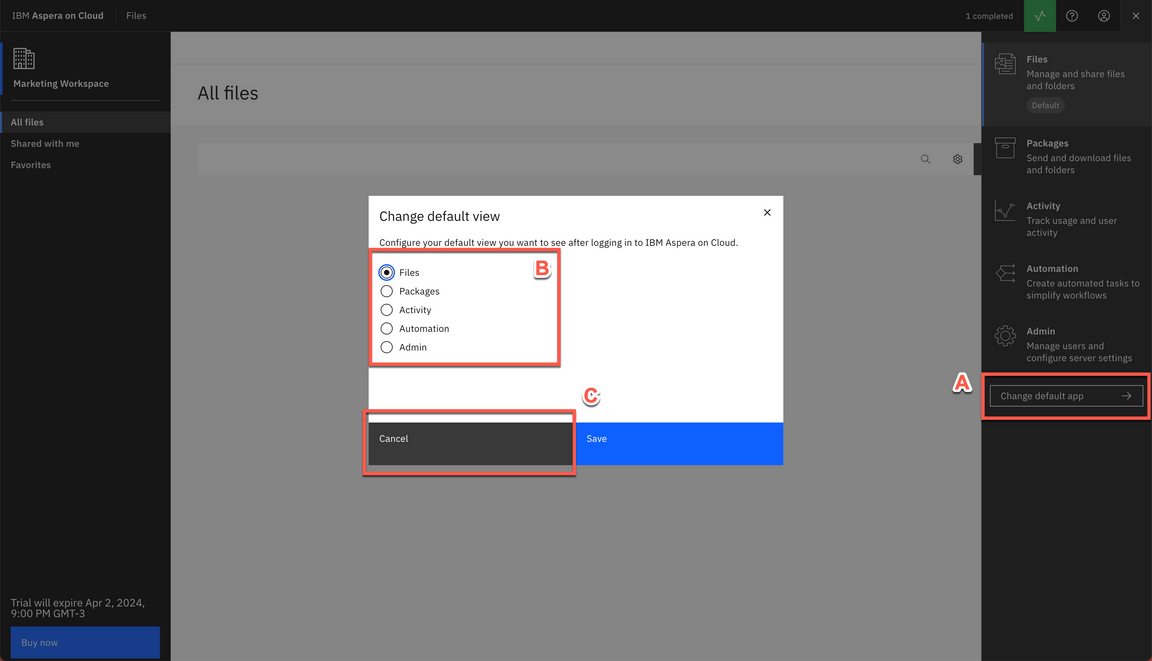 IBM Aspera on Cloud
Files
1 completed
Marketing Workspace
All files
Shared with me
Favorites
Trial will expire Apr 2, 2024,
9:00 PM GMT-3
Buy now
All files
Change default view
Configure your default view you want to see after logging in to IBM Aspera on Cloud.
B
Files
Packages
Activity
Automation
Admin
C
Cancel
Save
Files
Manage and share files
and folders
Default
Packages
Send and download files
and folders
Activity
Track usage and user
activity
Automation
Create automated tasks to
simplify workflows
Admin
Manage users and
configure server settings
A
Change default app